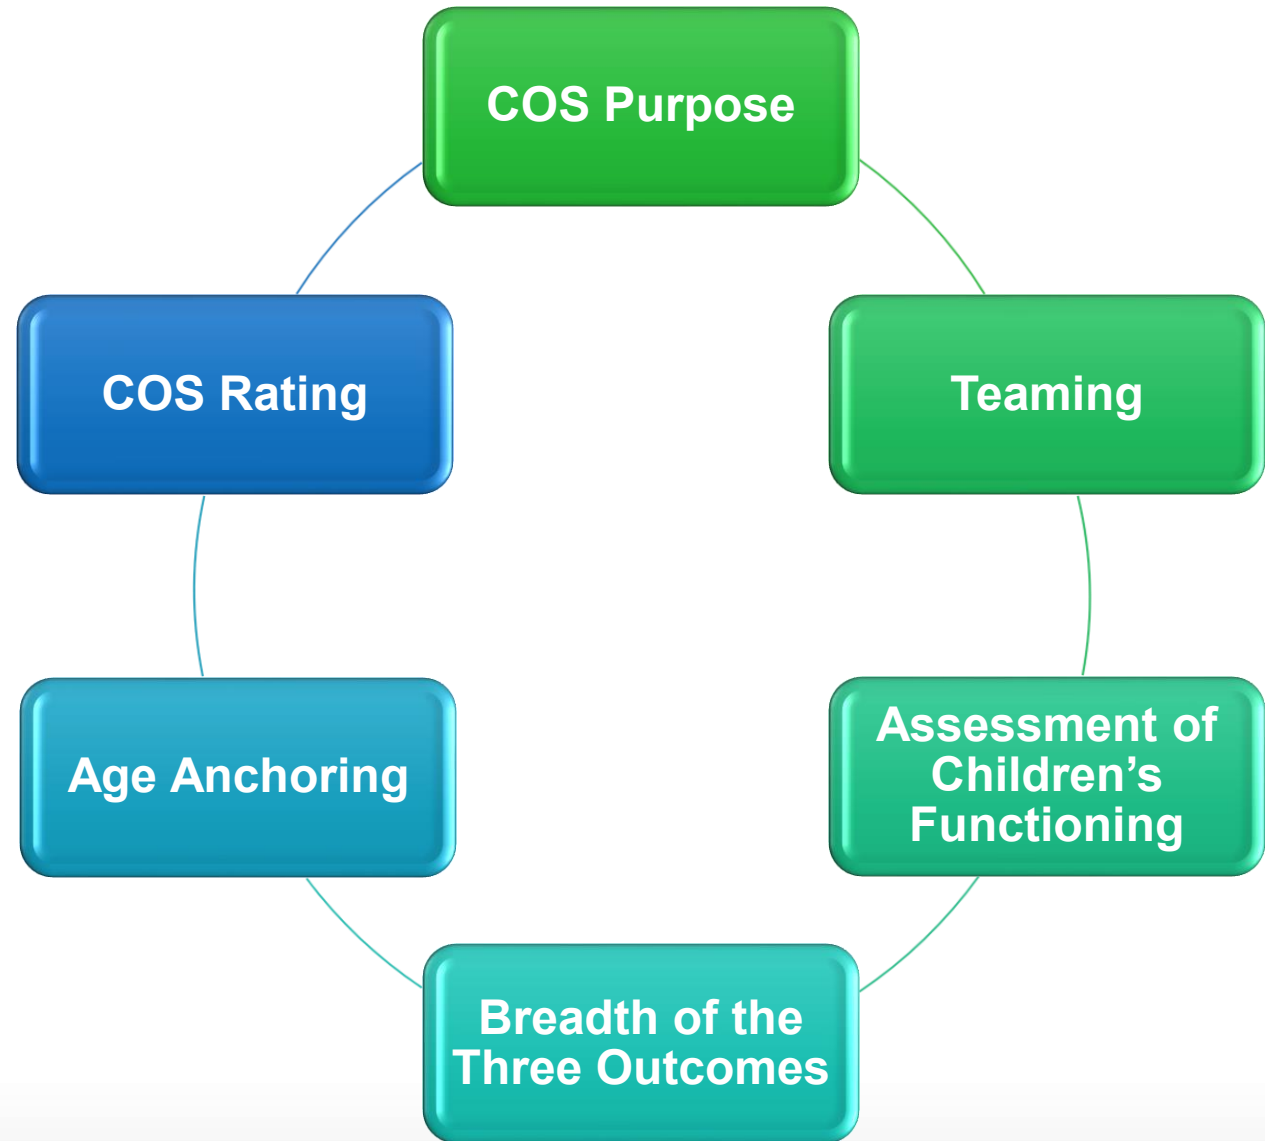 COS Purpose
Teaming
Assessment of
Children’s
Functioning
Breadth of the
Three Outcomes
Age Anchoring
COS Rating